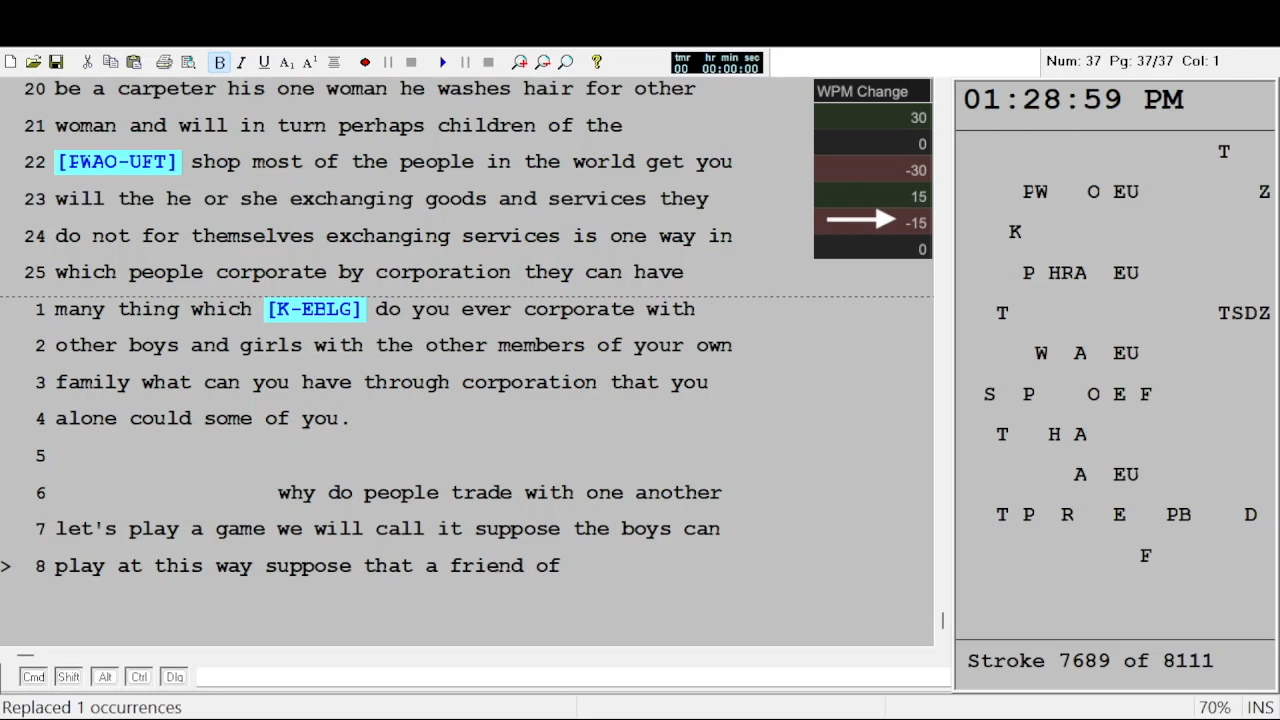 tmr hr min sec
00 00:00:00
Num: 37 Pg: 37/37 Col: 1
20 be a carpeter his one woman he washes hair for other
21 woman and will in turn perhaps children of the
22 [PWAO-UFT] shop most of the people in the world get you
23 will the he or she exchanging goods and services they
24 do not for themselves exchanging services is one way in
25 which people corporate by corporation they can have
1 many thing which [K-EBLG] do you ever corporate with
2 other boys and girls with the other members of your own
3 family what can you have through corporation that you
4 alone could some of you.
5
6 why do people trade with one another
7 let's play a game we will call it suppose the boys can
> 8 play at this way suppose that a friend of
WPM Change
30
0
-30
15
-15
0
01:28:59 PM
T
PW O EU Z
K
P HRA EU
T TSDZ
W A EU
S P O E F
T H A
A EU
T P R E PB D
F
Stroke 7689 of 8111
Cmd Shift Alt Ctrl Dlg
Replaced 1 occurrences
70% INS